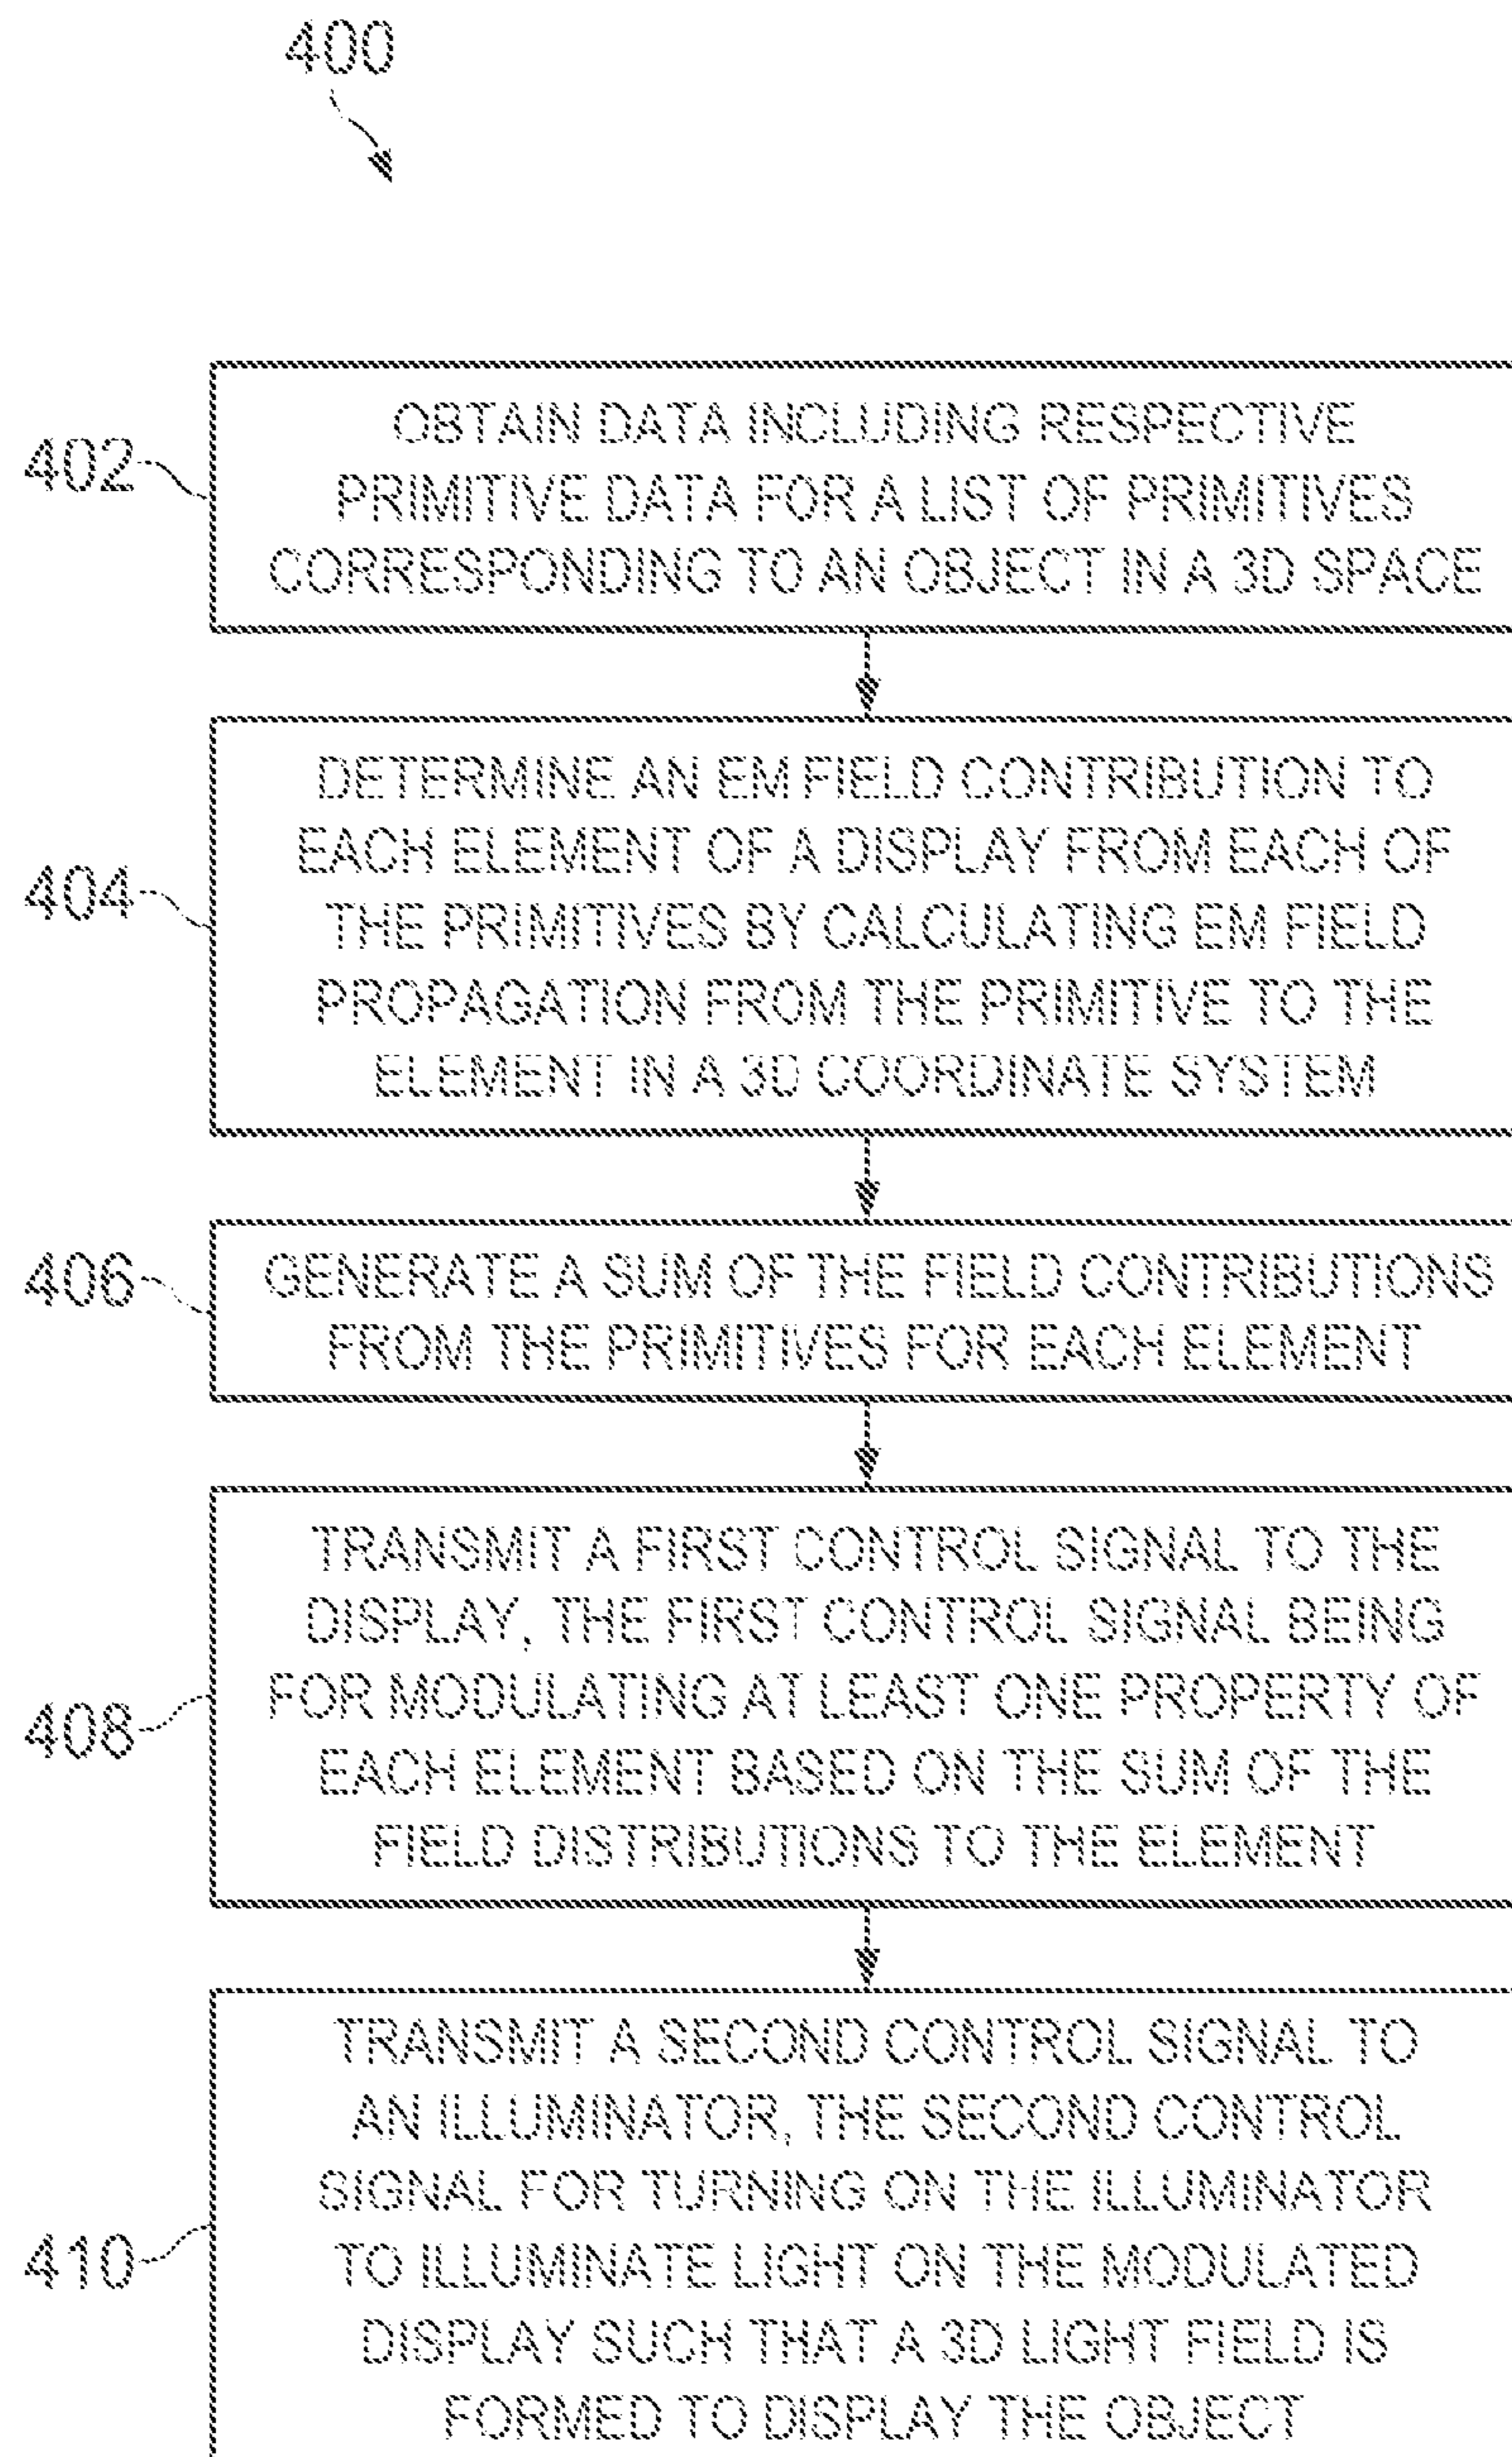 400
402
OBTAIN DATA INCLUDING RESPECTIVE
PRIMITIVE DATA FOR A LIST OF PRIMITIVES
CORRESPONDING TO AN OBJECT IN A 3D SPACE
404
DETERMINE AN EM FIELD CONTRIBUTION TO
EACH ELEMENT OF A DISPLAY FROM EACH OF
THE PRIMITIVES BY CALCULATING EM FIELD
PROPAGATION FROM THE PRIMITIVE TO THE
ELEMENT IN A 3D COORDINATE SYSTEM
406
GENERATE A SUM OF THE FIELD CONTRIBUTIONS
FROM THE PRIMITIVES FOR EACH ELEMENT
408
TRANSMIT A FIRST CONTROL SIGNAL TO THE
DISPLAY, THE FIRST CONTROL SIGNAL BEING
FOR MODULATING AT LEAST ONE PROPERTY OF
EACH ELEMENT BASED ON THE SUM OF THE
FIELD DISTRIBUTIONS TO THE ELEMENT
410
TRANSMIT A SECOND CONTROL SIGNAL TO
AN ILLUMINATOR, THE SECOND CONTROL
SIGNAL FOR TURNING ON THE ILLUMINATOR
TO ILLUMINATE LIGHT ON THE MODULATED
DISPLAY SUCH THAT A 3D LIGHT FIELD IS
FORMED TO DISPLAY THE OBJECT